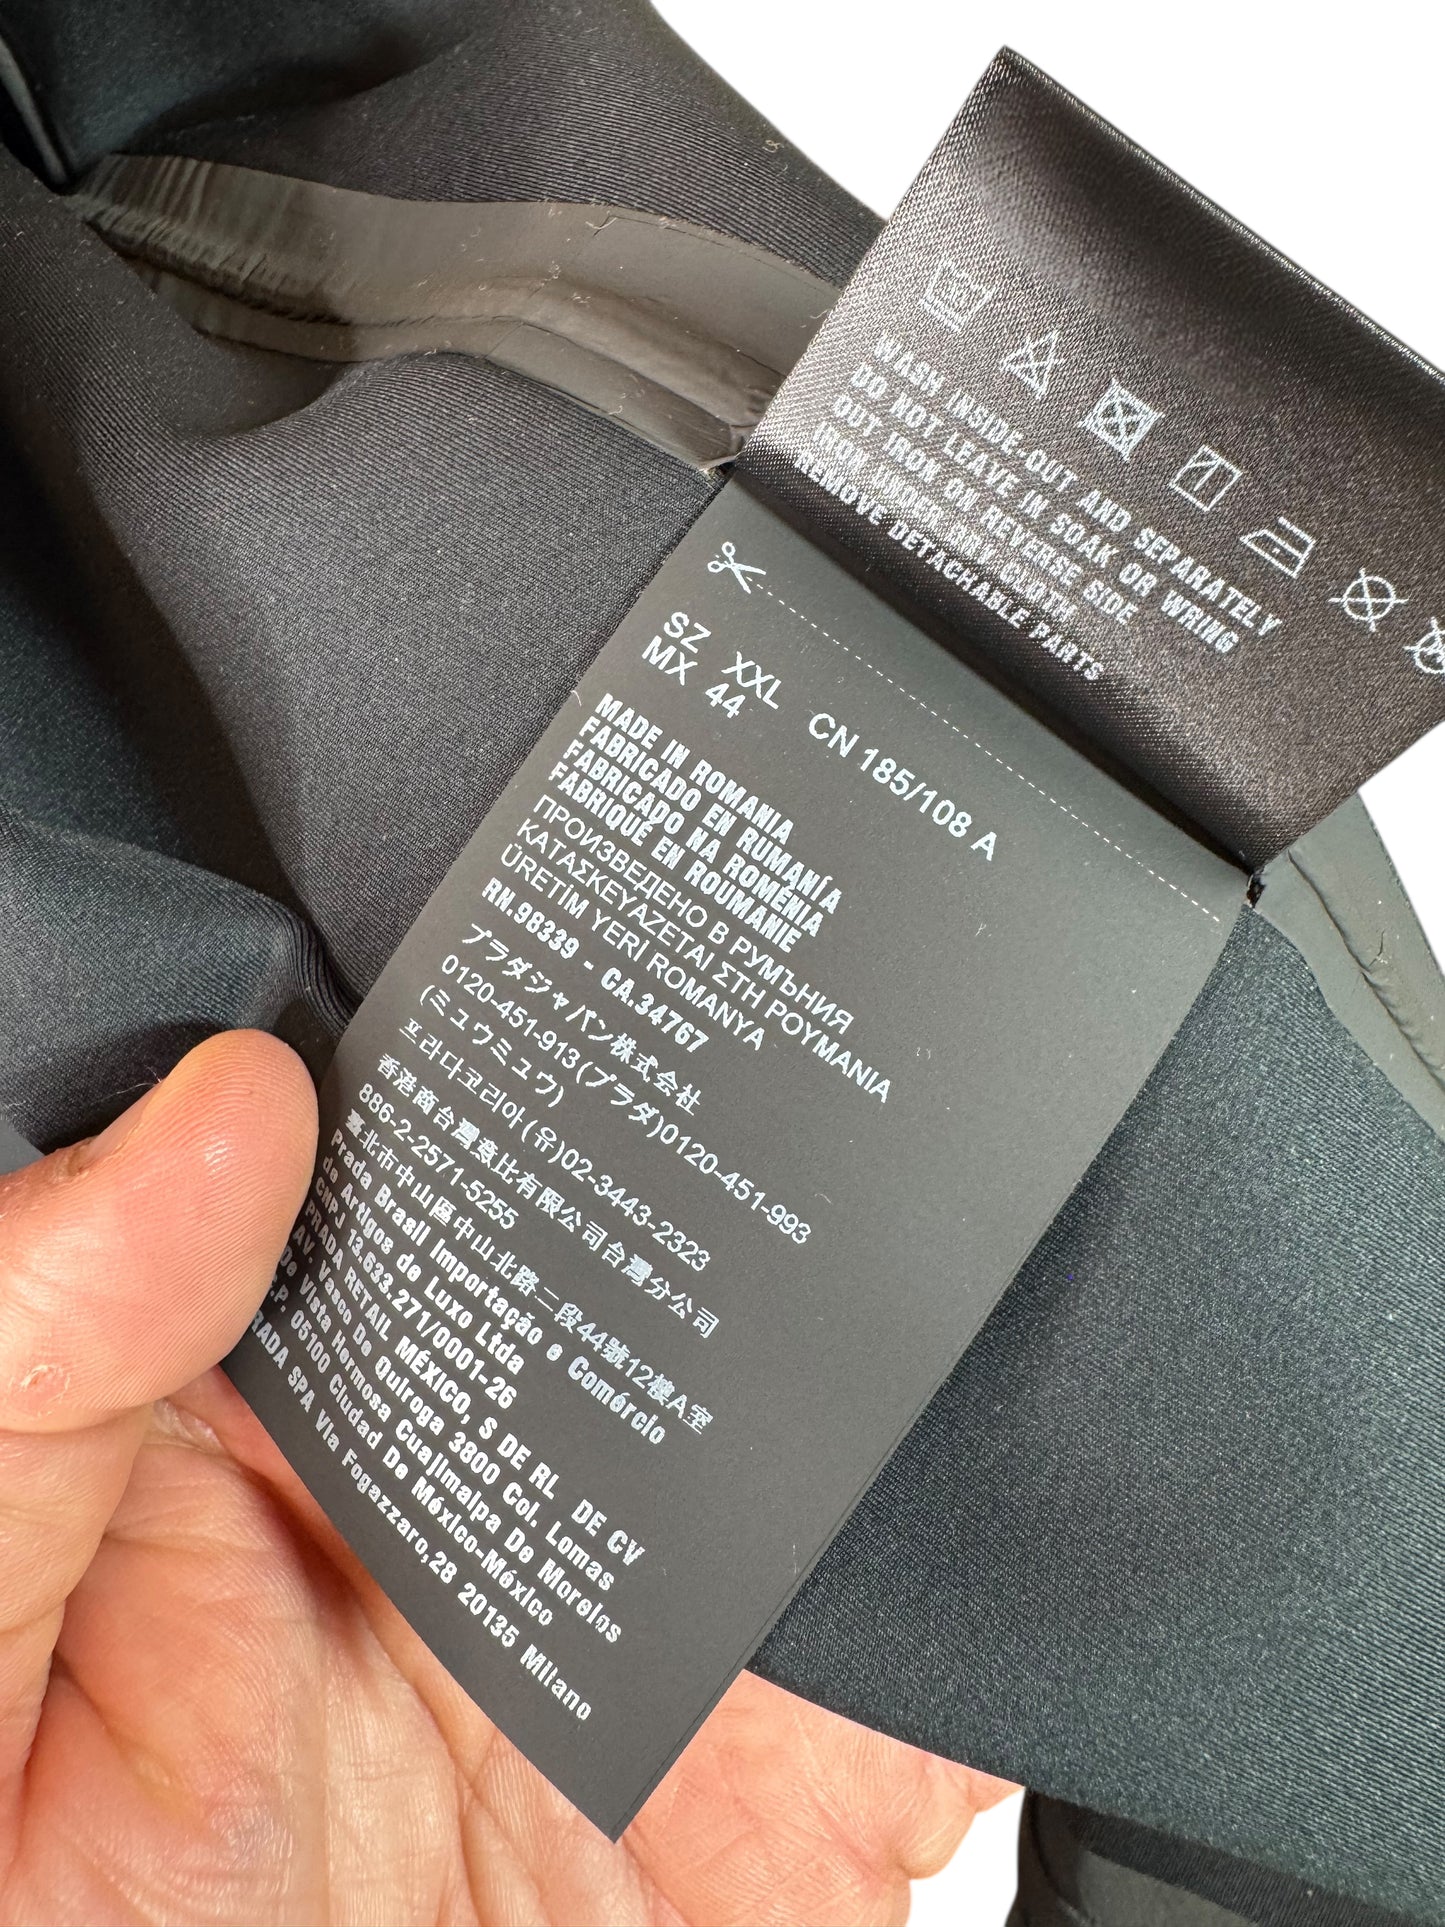 WASH INSIDE-OUT AND SEPARATELY
DO NOT LEAVE IN SOAK OR WRING
OUT IRON ON REVERSE SIDE
IRON UNDER DRY CLOTH
REMOVE DETACHABLE PARTS
SZ XXL CN 185/108 A
MX 44
MADE IN ROMANIA
FABRICADO EN RUMANÍA
FABRICADO NA ROMÉNIA
FABRIQUÉ EN ROUMANIE
ПРОИЗВЕДЕНО В РУМЪНИЯ
ΚΑΤΑΣΚΕΥΑΖΕΤΑΙ ΣΤΗ ΡΟΥΜΑΝΙΑ
ÜRETİM YERİ ROMANYA
RN.98339 - CA.34767
プラダジャパン株式会社
0120-451-913(プラダ)0120-451-993
(ミュウミュウ)
프라다코리아(유)02-3443-2323
香港商台灣意比有限公司台灣分公司
886-2-2571-5255
臺北市中山區中山北路二段44號12樓A室
Prada Brasil Importação e Comércio
de Artigos de Luxo Ltda
CNPJ 13.633.271/0001-26
PRADA RETAIL MÉXICO, S DE RL DE CV
AV. Vasco De Quiroga 3800 Col. Lomas
De Vista Hermosa Cuajimalpa De Morelos
C.P. 05100 Ciudad De México-México
RADA SPA Via Fogazzaro,28 20135 Milano